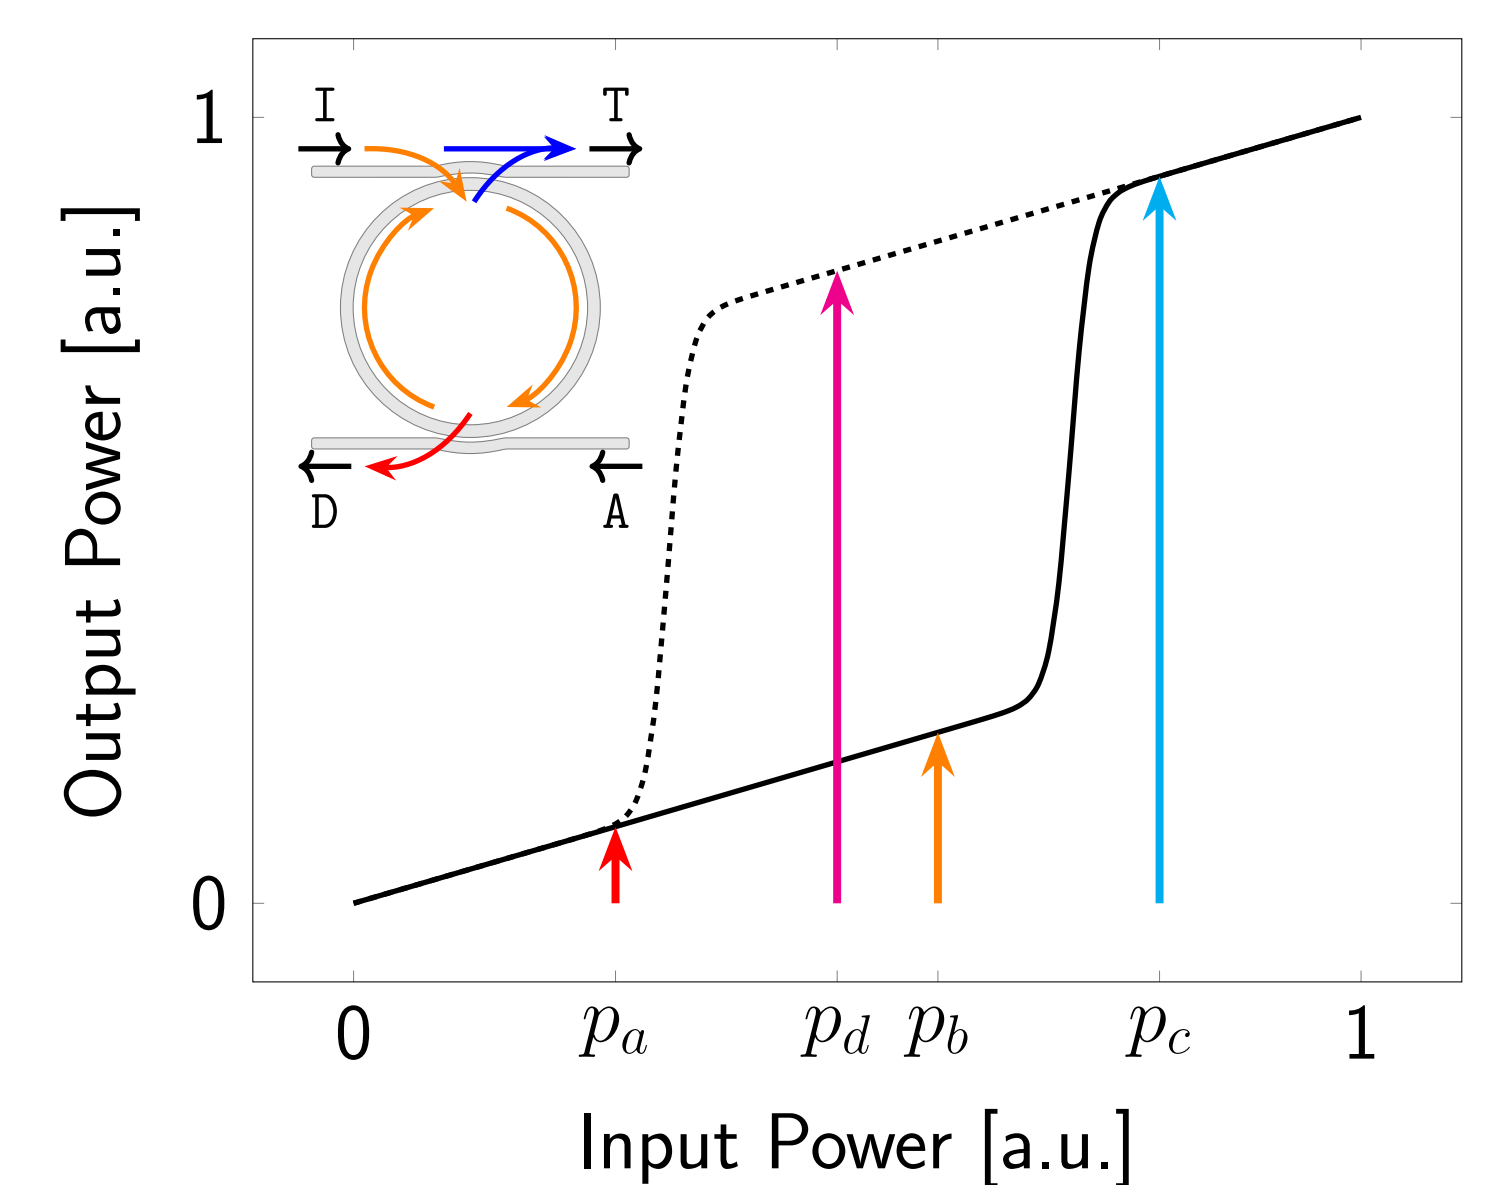 I T
D A
1
0
Output Power [a.u.]
0 p_a p_d p_b p_c 1
Input Power [a.u.]